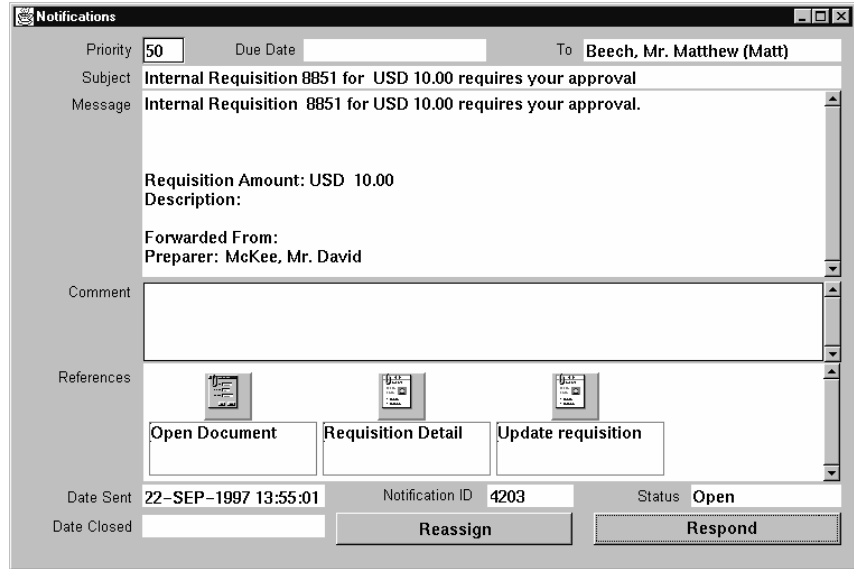 Notifications
Priority 50 Due Date To Beech, Mr. Matthew (Matt)
Subject Internal Requisition 8851 for USD 10.00 requires your approval
Message Internal Requisition 8851 for USD 10.00 requires your approval.
Requisition Amount: USD 10.00
Description:
Forwarded From:
Preparer: McKee, Mr. David
Comment
References
Open Document Requisition Detail Update requisition
Date Sent 22-SEP-1997 13:55:01 Notification ID 4203 Status Open
Date Closed Reassign Respond